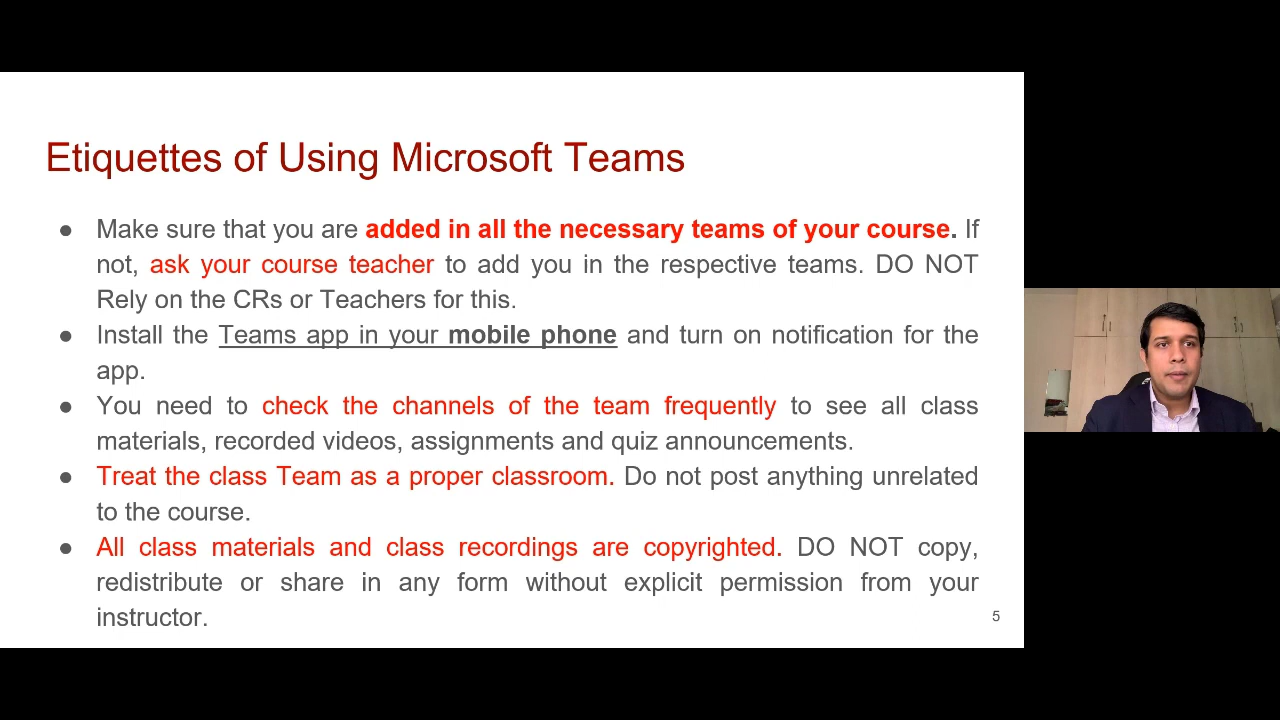 Etiquettes of Using Microsoft Teams
● Make sure that you are added in all the necessary teams of your course. If
not, ask your course teacher to add you in the respective teams. DO NOT
Rely on the CRs or Teachers for this.
● Install the Teams app in your mobile phone and turn on notification for the
app.
● You need to check the channels of the team frequently to see all class
materials, recorded videos, assignments and quiz announcements.
● Treat the class Team as a proper classroom. Do not post anything unrelated
to the course.
● All class materials and class recordings are copyrighted. DO NOT copy,
redistribute or share in any form without explicit permission from your
instructor.
5